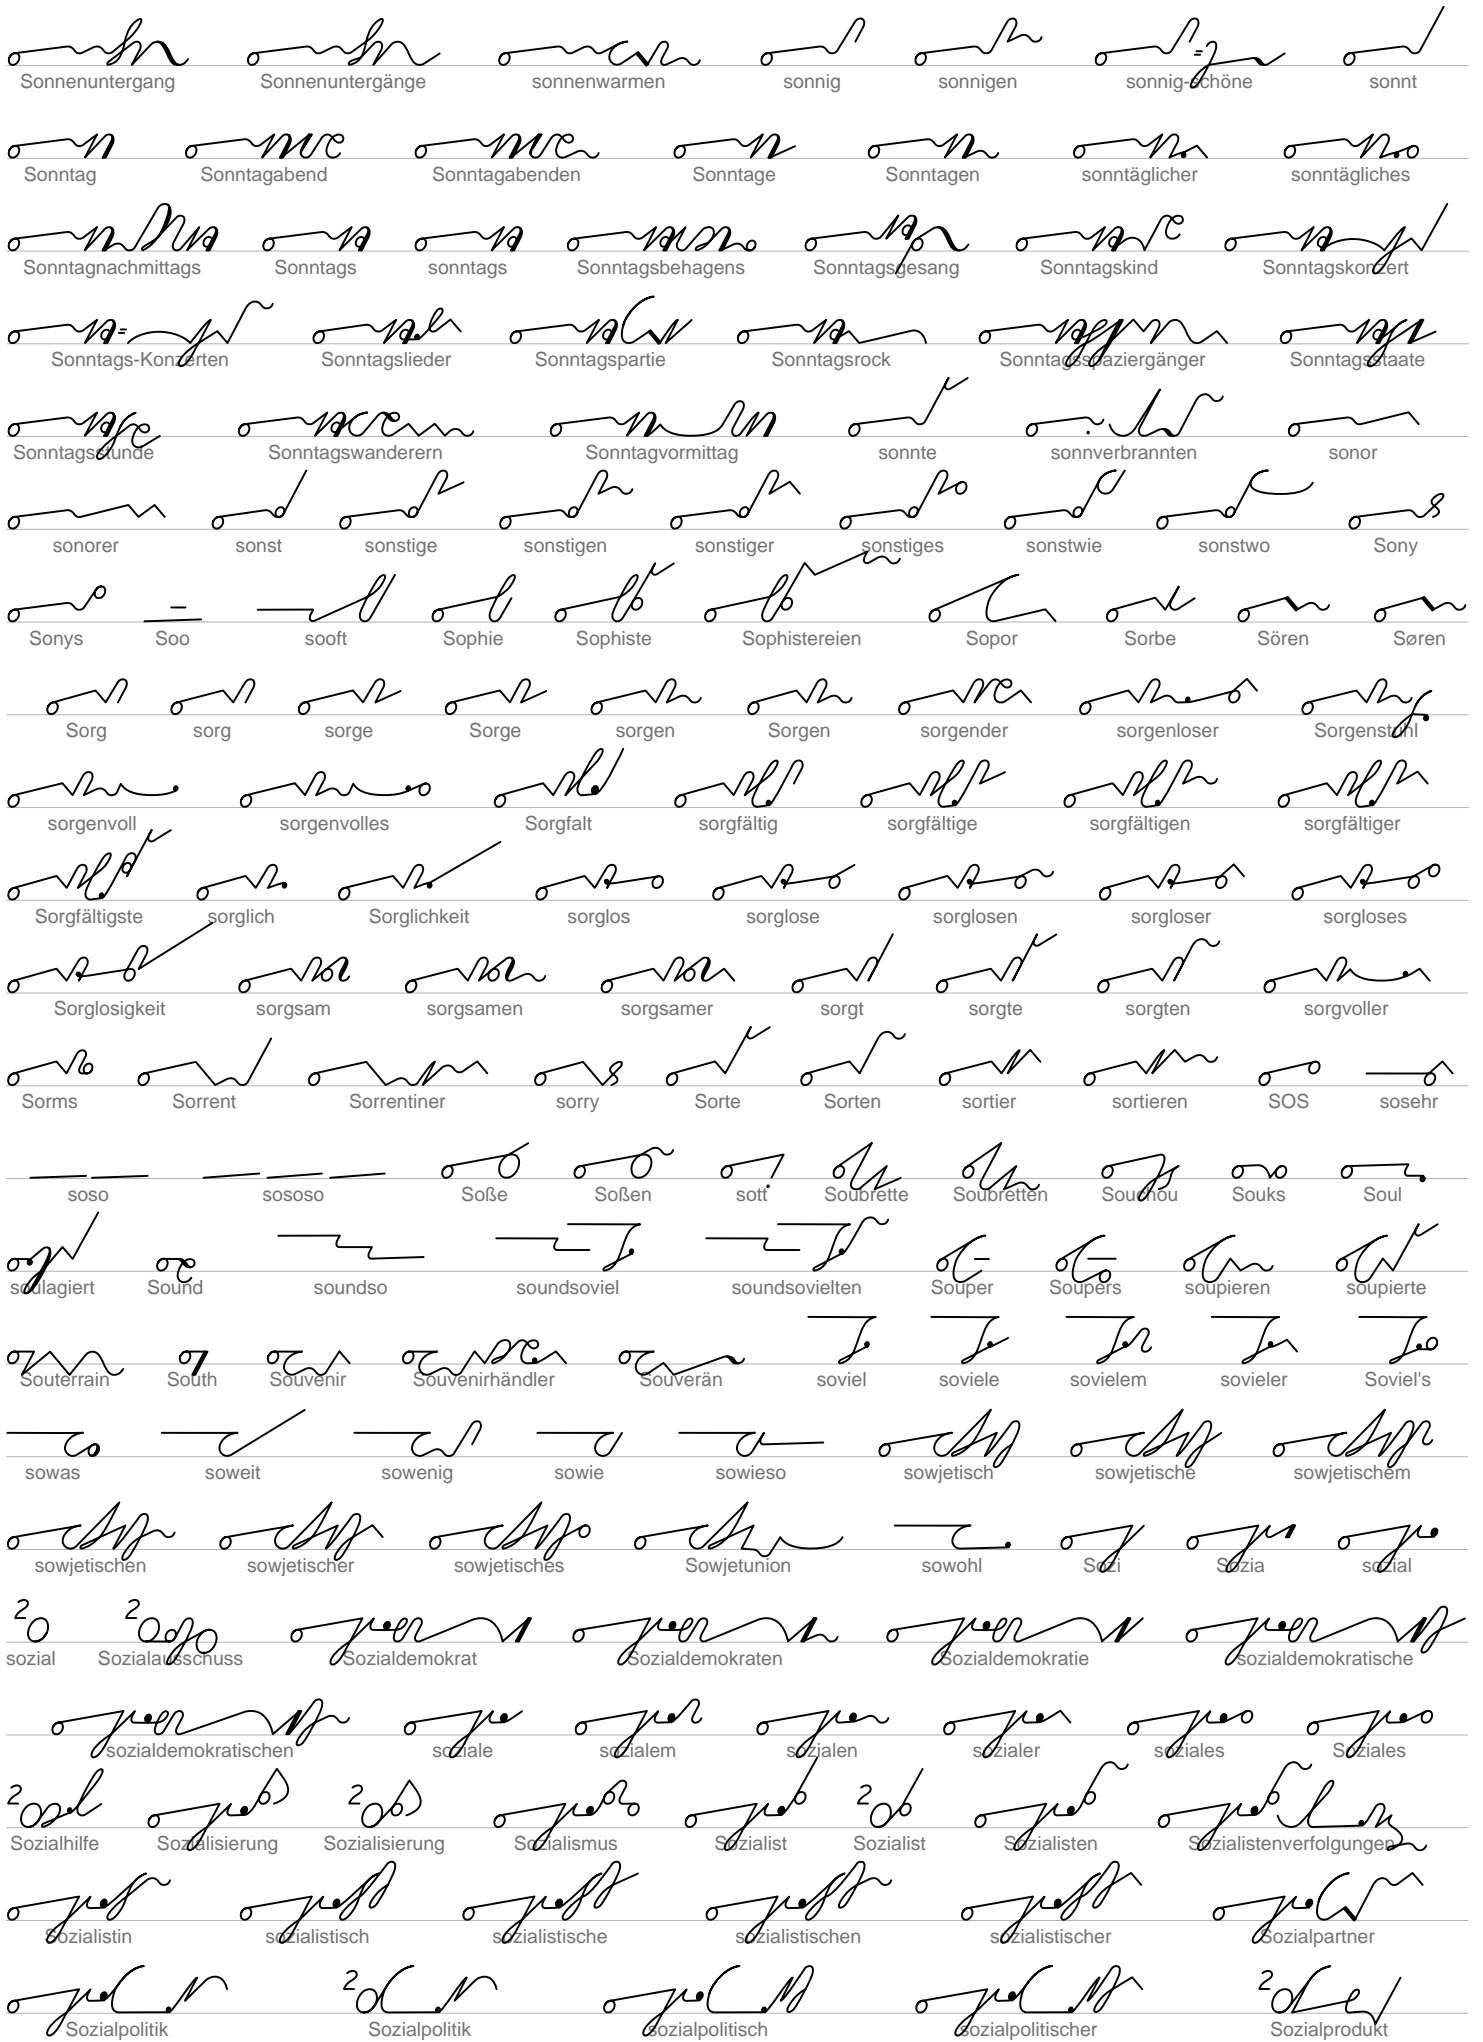 Sonnenuntergang Sonnenuntergänge sonnenwarmen sonnig sonnigen sonnig-schöne sonnt
Sonntag Sonntagabend Sonntagabenden Sonntage Sonntagen sonntäglicher sonntägliches
Sonntagnachmittags Sonntags sonntags Sonntagsbehagens Sonntagsgesang Sonntagskind Sonntagskonzert
Sonntags-Konzerten Sonntagslieder Sonntagspartie Sonntagsrock Sonntagsspaziergänger Sonntagsstaate
Sonntagsstunde Sonntagswanderern Sonntagvormittag sonnte sonnverbrannten sonor
sonorer sonst sonstige sonstigen sonstiger sonstiges sonstwie sonstwo Sony
Sonys Soo sooft Sophie Sophiste Sophistereien Sopor Sorbe Sören Søren
Sorg sorg sorge Sorge sorgen Sorgen sorgender sorgenloser Sorgenstuhl
sorgenvoll sorgenvolles Sorgfalt sorgfältig sorgfältige sorgfältigen sorgfältiger
Sorgfältigste sorglich Sorglichkeit sorglos sorglose sorglosen sorgloser sorgloses
Sorglosigkeit sorgsam sorgsamen sorgsamer sorgt sorgte sorgten sorgvoller
Sorms Sorrent Sorrentiner sorry Sorte Sorten sortier sortieren SOS sosehr
soso sososo Soße Soßen sott Soubrette Soubretten Souchou Souks Soul
soulagiert Sound soundso soundsoviel soundsovielten Souper Soupers soupieren soupierte
Souterrain South Souvenir Souvenirhändler Souverän soviel soviele sovielem sovieler Soviel's
sowas soweit sowenig sowie sowieso sowjetisch sowjetische sowjetischem
sowjetischen sowjetischer sowjetisches Sowjetunion sowohl Sozi Sozia sozial
sozial Sozialausschuss Sozialdemokrat Sozialdemokraten Sozialdemokratie sozialdemokratische
sozialdemokratischen soziale sozialem sozialen sozialer soziales Soziales
Sozialhilfe Sozialisierung Sozialisierung Sozialismus Sozialist Sozialist Sozialisten Sozialistenverfolgungen
Sozialistin sozialistisch sozialistische sozialistischen sozialistischer Sozialpartner
Sozialpolitik Sozialpolitik sozialpolitisch sozialpolitischer Sozialprodukt